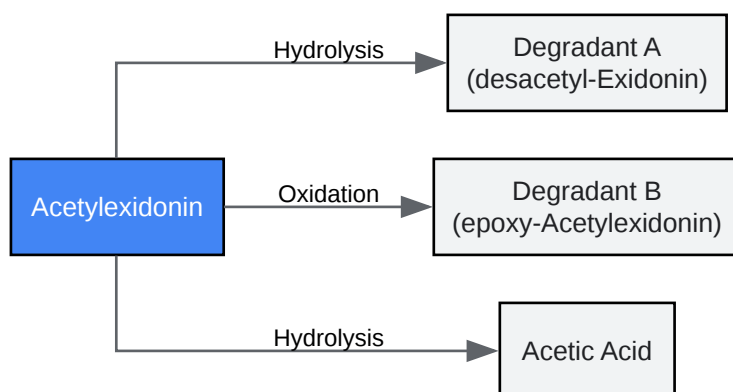 Hydrolysis
Degradant A
(desacetyl-Exidonin)
Acetylexidonin
Oxidation
Degradant B
(epoxy-Acetylexidonin)
Hydrolysis
Acetic Acid